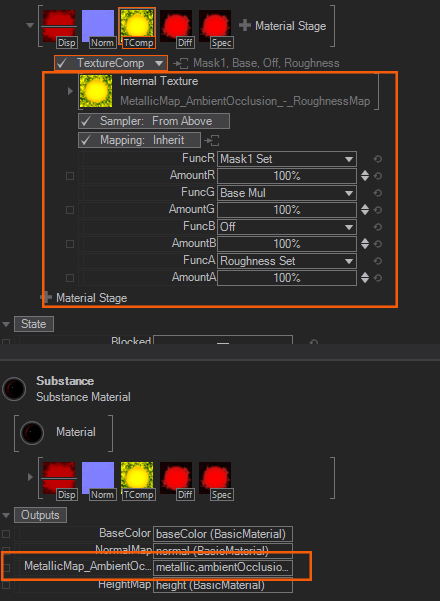 Disp Norm TComp Diff Spec Material Stage
TextureComp Mask1, Base, Off, Roughness
Internal Texture
MetallicMap_AmbientOcclusion_-_RoughnessMap
Sampler: From Above
Mapping: Inherit
FuncR Mask1 Set
AmountR 100%
FuncG Base Mul
AmountG 100%
FuncB Off
AmountB 100%
FuncA Roughness Set
AmountA 100%
Material Stage
State
Blocked
Substance
Substance Material
Material
Disp Norm TComp Diff Spec
Outputs
BaseColor baseColor (BasicMaterial)
NormalMap normal (BasicMaterial)
MetallicMap_AmbientOc... metallic,ambientOcclusio...
HeightMap height (BasicMaterial)